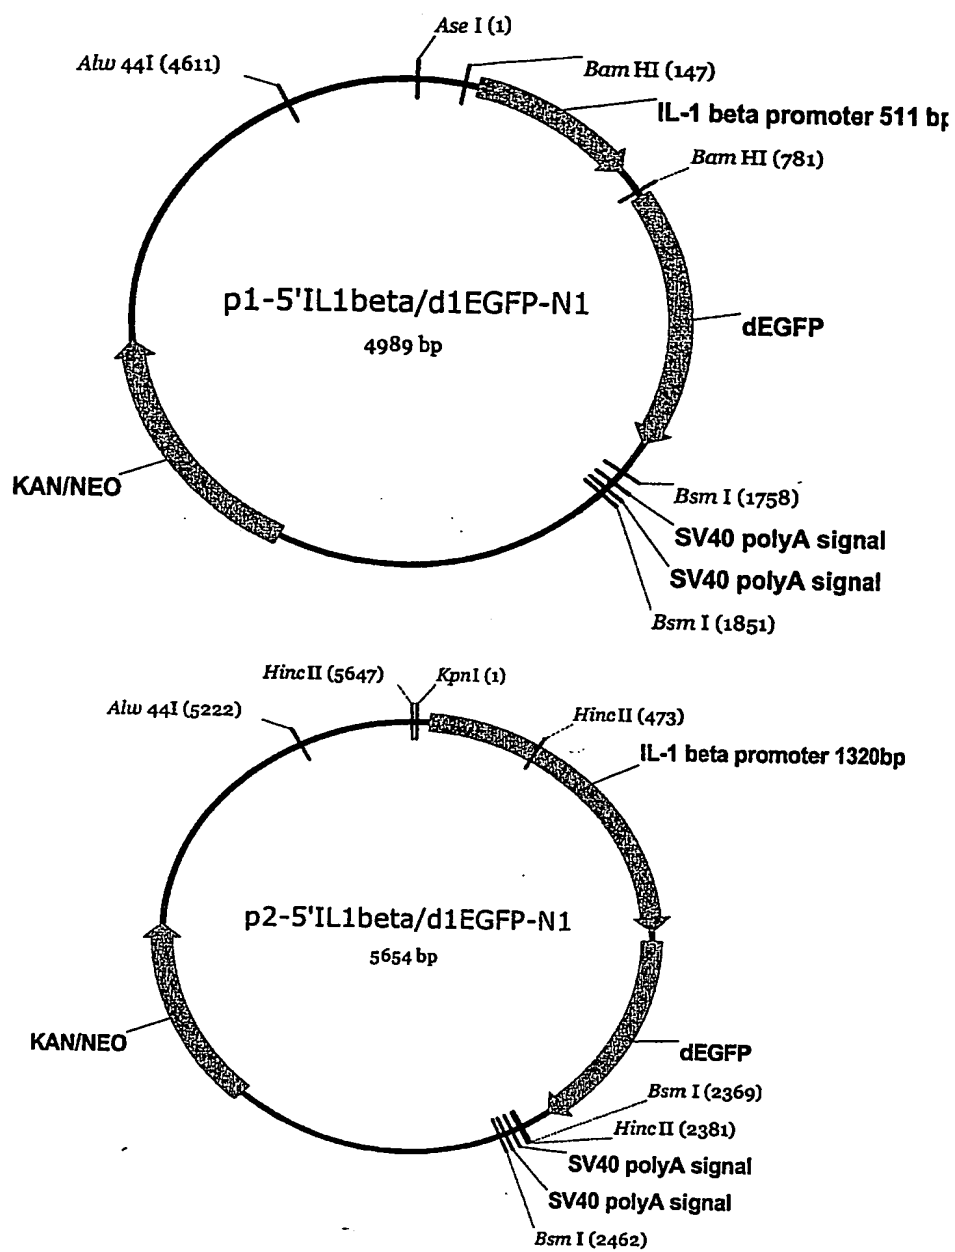 Ase I (1)
Alw 44I (4611)
Bam HI (147)
IL-1 beta promoter 511 bp
Bam HI (781)
p1-5'IL1beta/d1EGFP-N1
4989 bp
dEGFP
KAN/NEO
Bsm I (1758)
SV40 polyA signal
SV40 polyA signal
Bsm I (1851)
HincII (5647)
KpnI (1)
Alw 44I (5222)
HincII (473)
IL-1 beta promoter 1320bp
p2-5'IL1beta/d1EGFP-N1
5654 bp
KAN/NEO
dEGFP
Bsm I (2369)
HincII (2381)
SV40 polyA signal
SV40 polyA signal
Bsm I (2462)